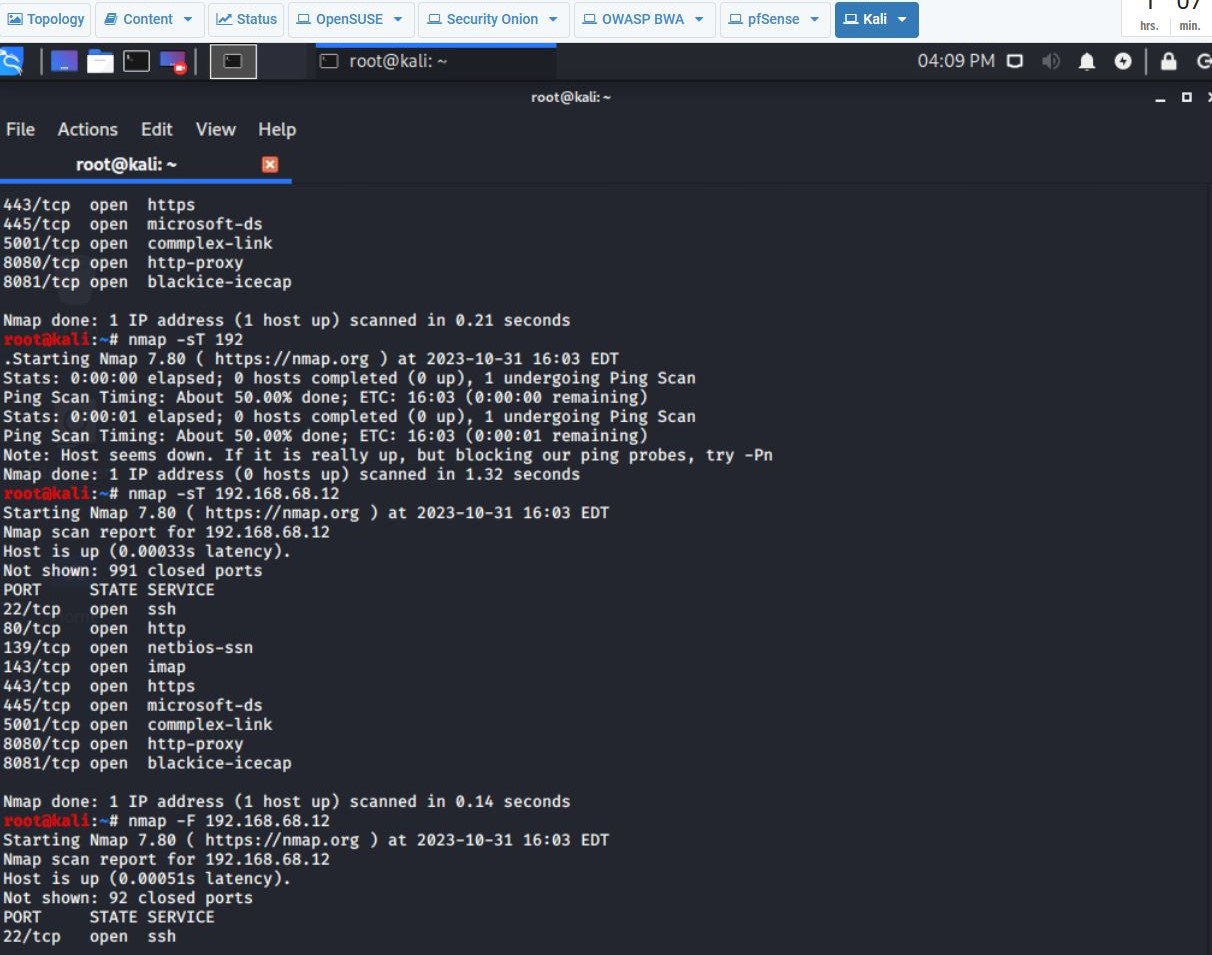 Topology Content Status OpenSUSE Security Onion OWASP BWA pfSense Kali
hrs. min.
root@kali: ~ 04:09 PM
root@kali: ~
File Actions Edit View Help
root@kali: ~
443/tcp open https
445/tcp open microsoft-ds
5001/tcp open commplex-link
8080/tcp open http-proxy
8081/tcp open blackice-icecap
Nmap done: 1 IP address (1 host up) scanned in 0.21 seconds
root@kali:~# nmap -sT 192
.Starting Nmap 7.80 ( https://nmap.org ) at 2023-10-31 16:03 EDT
Stats: 0:00:00 elapsed; 0 hosts completed (0 up), 1 undergoing Ping Scan
Ping Scan Timing: About 50.00% done; ETC: 16:03 (0:00:00 remaining)
Stats: 0:00:01 elapsed; 0 hosts completed (0 up), 1 undergoing Ping Scan
Ping Scan Timing: About 50.00% done; ETC: 16:03 (0:00:01 remaining)
Note: Host seems down. If it is really up, but blocking our ping probes, try -Pn
Nmap done: 1 IP address (0 hosts up) scanned in 1.32 seconds
root@kali:~# nmap -sT 192.168.68.12
Starting Nmap 7.80 ( https://nmap.org ) at 2023-10-31 16:03 EDT
Nmap scan report for 192.168.68.12
Host is up (0.00033s latency).
Not shown: 991 closed ports
PORT STATE SERVICE
22/tcp open ssh
80/tcp open http
139/tcp open netbios-ssn
143/tcp open imap
443/tcp open https
445/tcp open microsoft-ds
5001/tcp open commplex-link
8080/tcp open http-proxy
8081/tcp open blackice-icecap
Nmap done: 1 IP address (1 host up) scanned in 0.14 seconds
root@kali:~# nmap -F 192.168.68.12
Starting Nmap 7.80 ( https://nmap.org ) at 2023-10-31 16:03 EDT
Nmap scan report for 192.168.68.12
Host is up (0.00051s latency).
Not shown: 92 closed ports
PORT STATE SERVICE
22/tcp open ssh